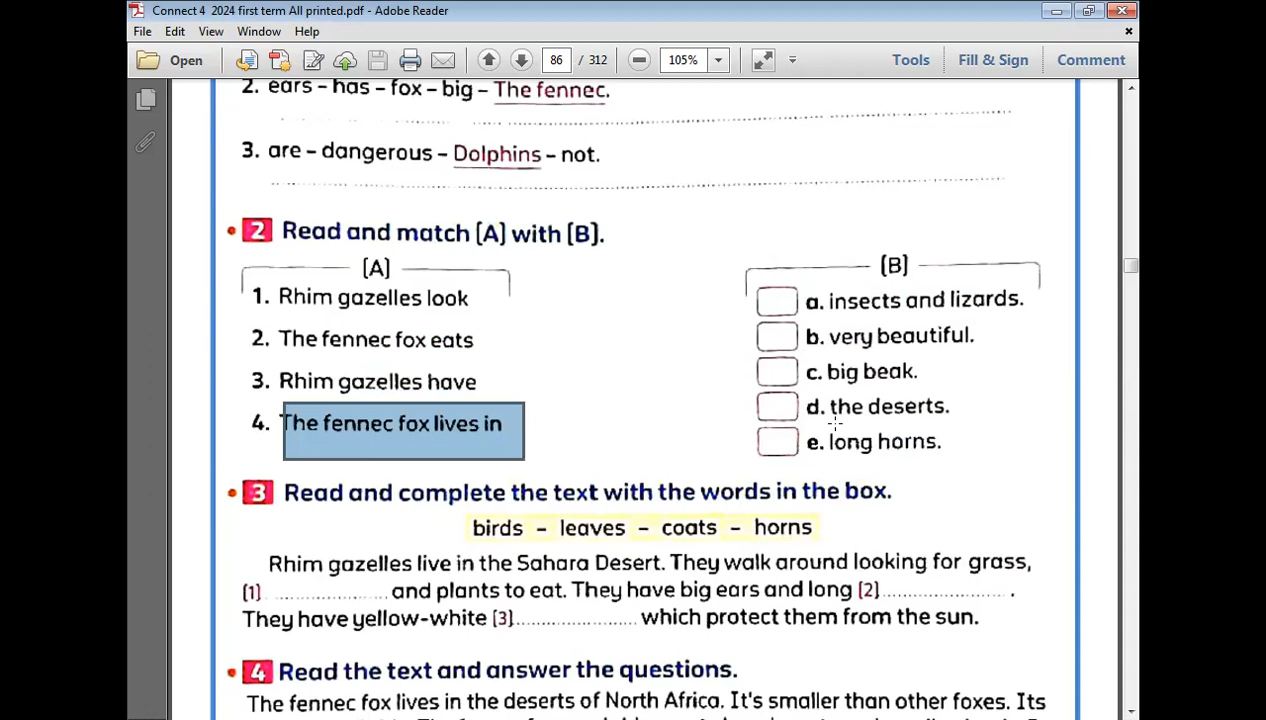 Connect 4 2024 first term All printed.pdf - Adobe Reader
File Edit View Window Help
Open 86 / 312 105% Tools Fill & Sign Comment
2. ears – has – fox – big – The fennec.
3. are – dangerous – Dolphins – not.
2 Read and match [A] with [B].
[A] [B]
1. Rhim gazelles look a. insects and lizards.
2. The fennec fox eats b. very beautiful.
3. Rhim gazelles have c. big beak.
4. The fennec fox lives in d. the deserts.
e. long horns.
3 Read and complete the text with the words in the box.
birds – leaves – coats – horns
Rhim gazelles live in the Sahara Desert. They walk around looking for grass,
[1] .................... and plants to eat. They have big ears and long [2]...................... .
They have yellow-white [3]...................... which protect them from the sun.
4 Read the text and answer the questions.
The fennec fox lives in the deserts of North Africa. It's smaller than other foxes. Its